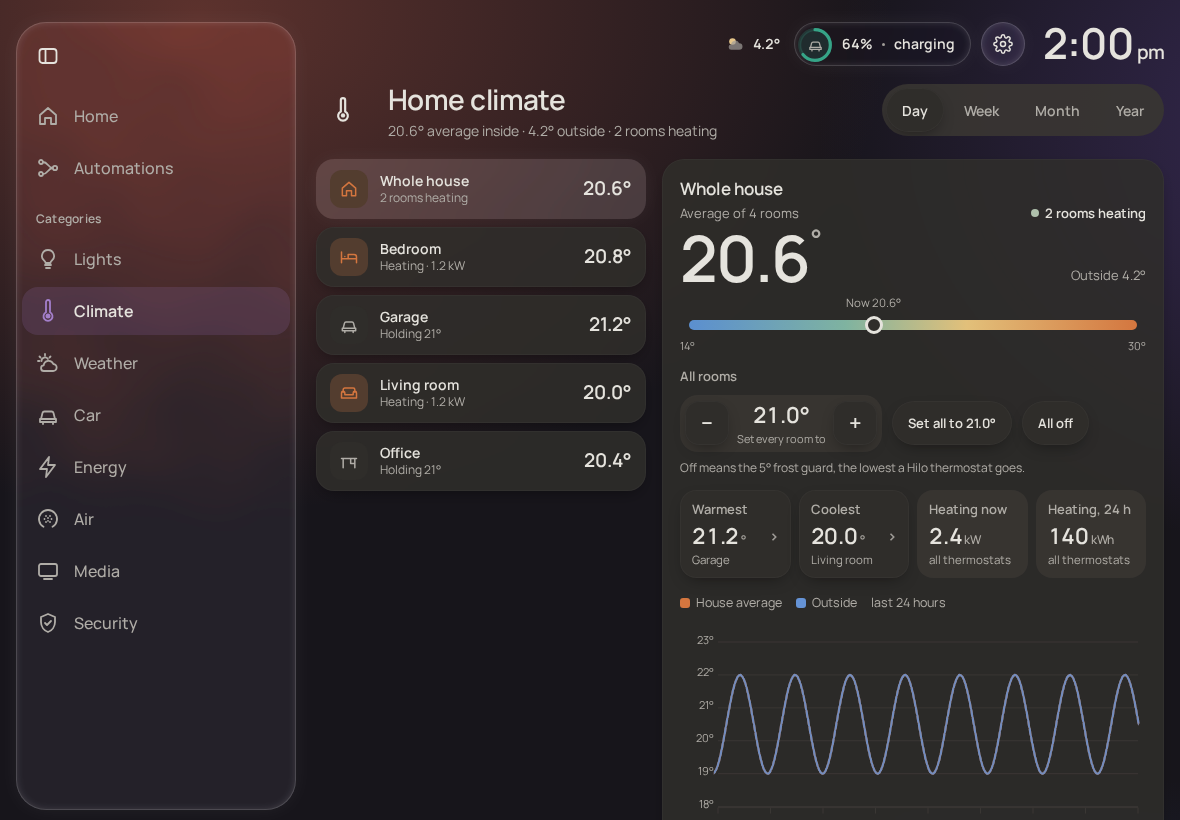 4.2°
64% • charging
2:00 pm
Home
Automations
Categories
Lights
Climate
Weather
Car
Energy
Air
Media
Security
Home climate
20.6° average inside · 4.2° outside · 2 rooms heating
Day Week Month Year
Whole house
2 rooms heating
20.6°
Bedroom
Heating · 1.2 kW
20.8°
Garage
Holding 21°
21.2°
Living room
Heating · 1.2 kW
20.0°
Office
Holding 21°
20.4°
Whole house
Average of 4 rooms
2 rooms heating
20.6°
Outside 4.2°
Now 20.6°
14° 30°
All rooms
− 21.0° +
Set every room to
Set all to 21.0°
All off
Off means the 5° frost guard, the lowest a Hilo thermostat goes.
Warmest
21.2°
Garage
Coolest
20.0°
Living room
Heating now
2.4 kW
all thermostats
Heating, 24 h
140 kWh
all thermostats
House average Outside last 24 hours
23°
22°
21°
20°
19°
18°